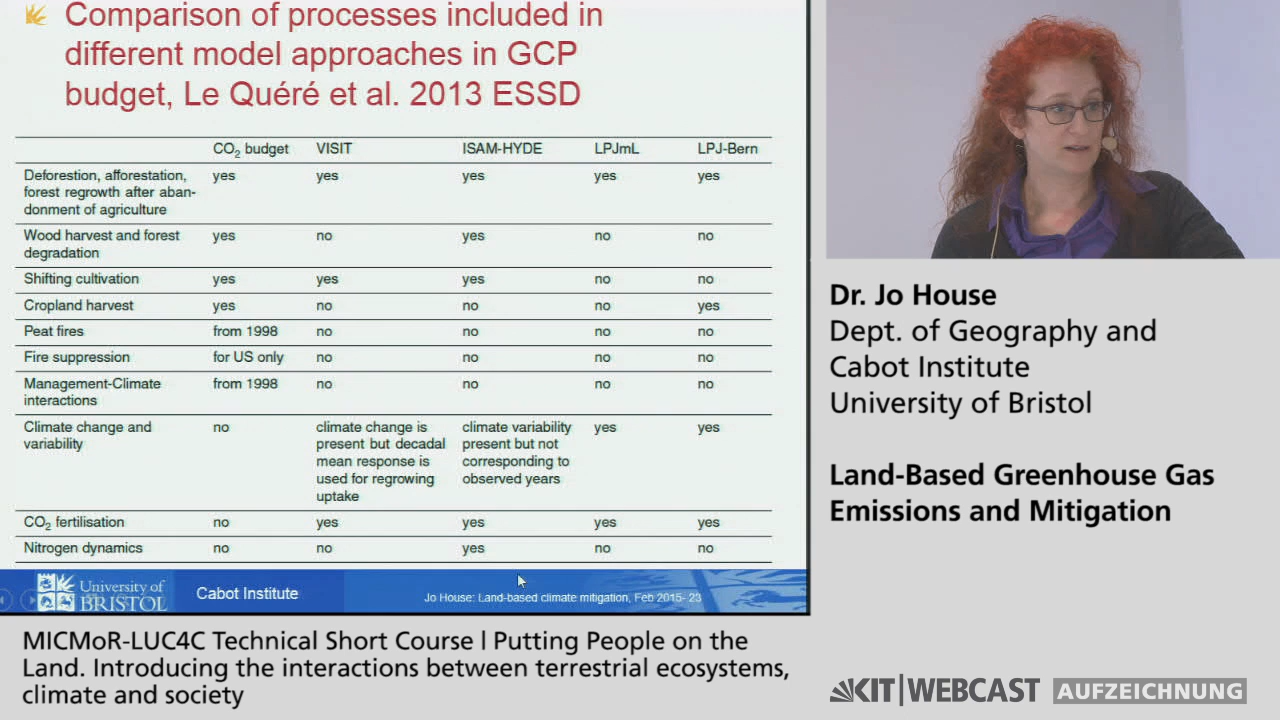 Comparison of processes included in
different model approaches in GCP
budget, Le Quéré et al. 2013 ESSD
CO2 budget VISIT ISAM-HYDE LPJmL LPJ-Bern
Deforestion, afforestation, yes yes yes yes yes
forest regrowth after aban-
donment of agriculture
Wood harvest and forest yes no yes no no
degradation
Shifting cultivation yes yes yes no no
Cropland harvest yes no no no yes
Peat fires from 1998 no no no no
Fire suppression for US only no no no no
Management-Climate from 1998 no no no no
interactions
Climate change and no climate change is climate variability yes yes
variability present but decadal present but not
mean response is corresponding to
used for regrowing observed years
uptake
CO2 fertilisation no yes yes yes yes
Nitrogen dynamics no no yes no no
University of
BRISTOL
Cabot Institute
Jo House: Land-based climate mitigation, Feb 2015- 23
Dr. Jo House
Dept. of Geography and
Cabot Institute
University of Bristol
Land-Based Greenhouse Gas
Emissions and Mitigation
MICMoR-LUC4C Technical Short Course | Putting People on the
Land. Introducing the interactions between terrestrial ecosystems,
climate and society
KIT|WEBCAST AUFZEICHNUNG